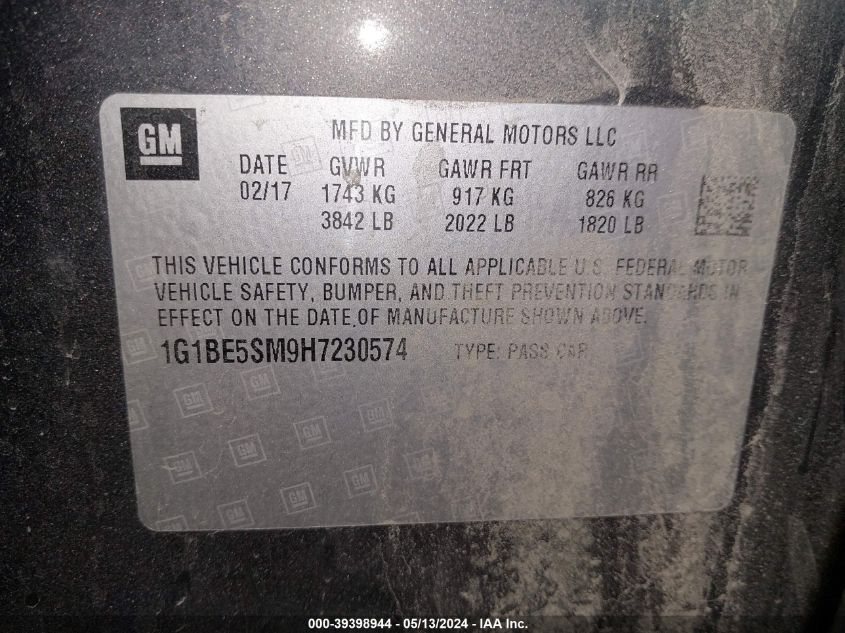 GM
MFD BY GENERAL MOTORS LLC
DATE GVWR GAWR FRT GAWR RR
02/17 1743 KG 917 KG 826 KG
3842 LB 2022 LB 1820 LB
THIS VEHICLE CONFORMS TO ALL APPLICABLE U.S. FEDERAL MOTOR
VEHICLE SAFETY, BUMPER, AND THEFT PREVENTION STANDARDS IN
EFFECT ON THE DATE OF MANUFACTURE SHOWN ABOVE.
1G1BE5SM9H7230574 TYPE: PASS CAR
000-39398944 - 05/13/2024 - IAA Inc.